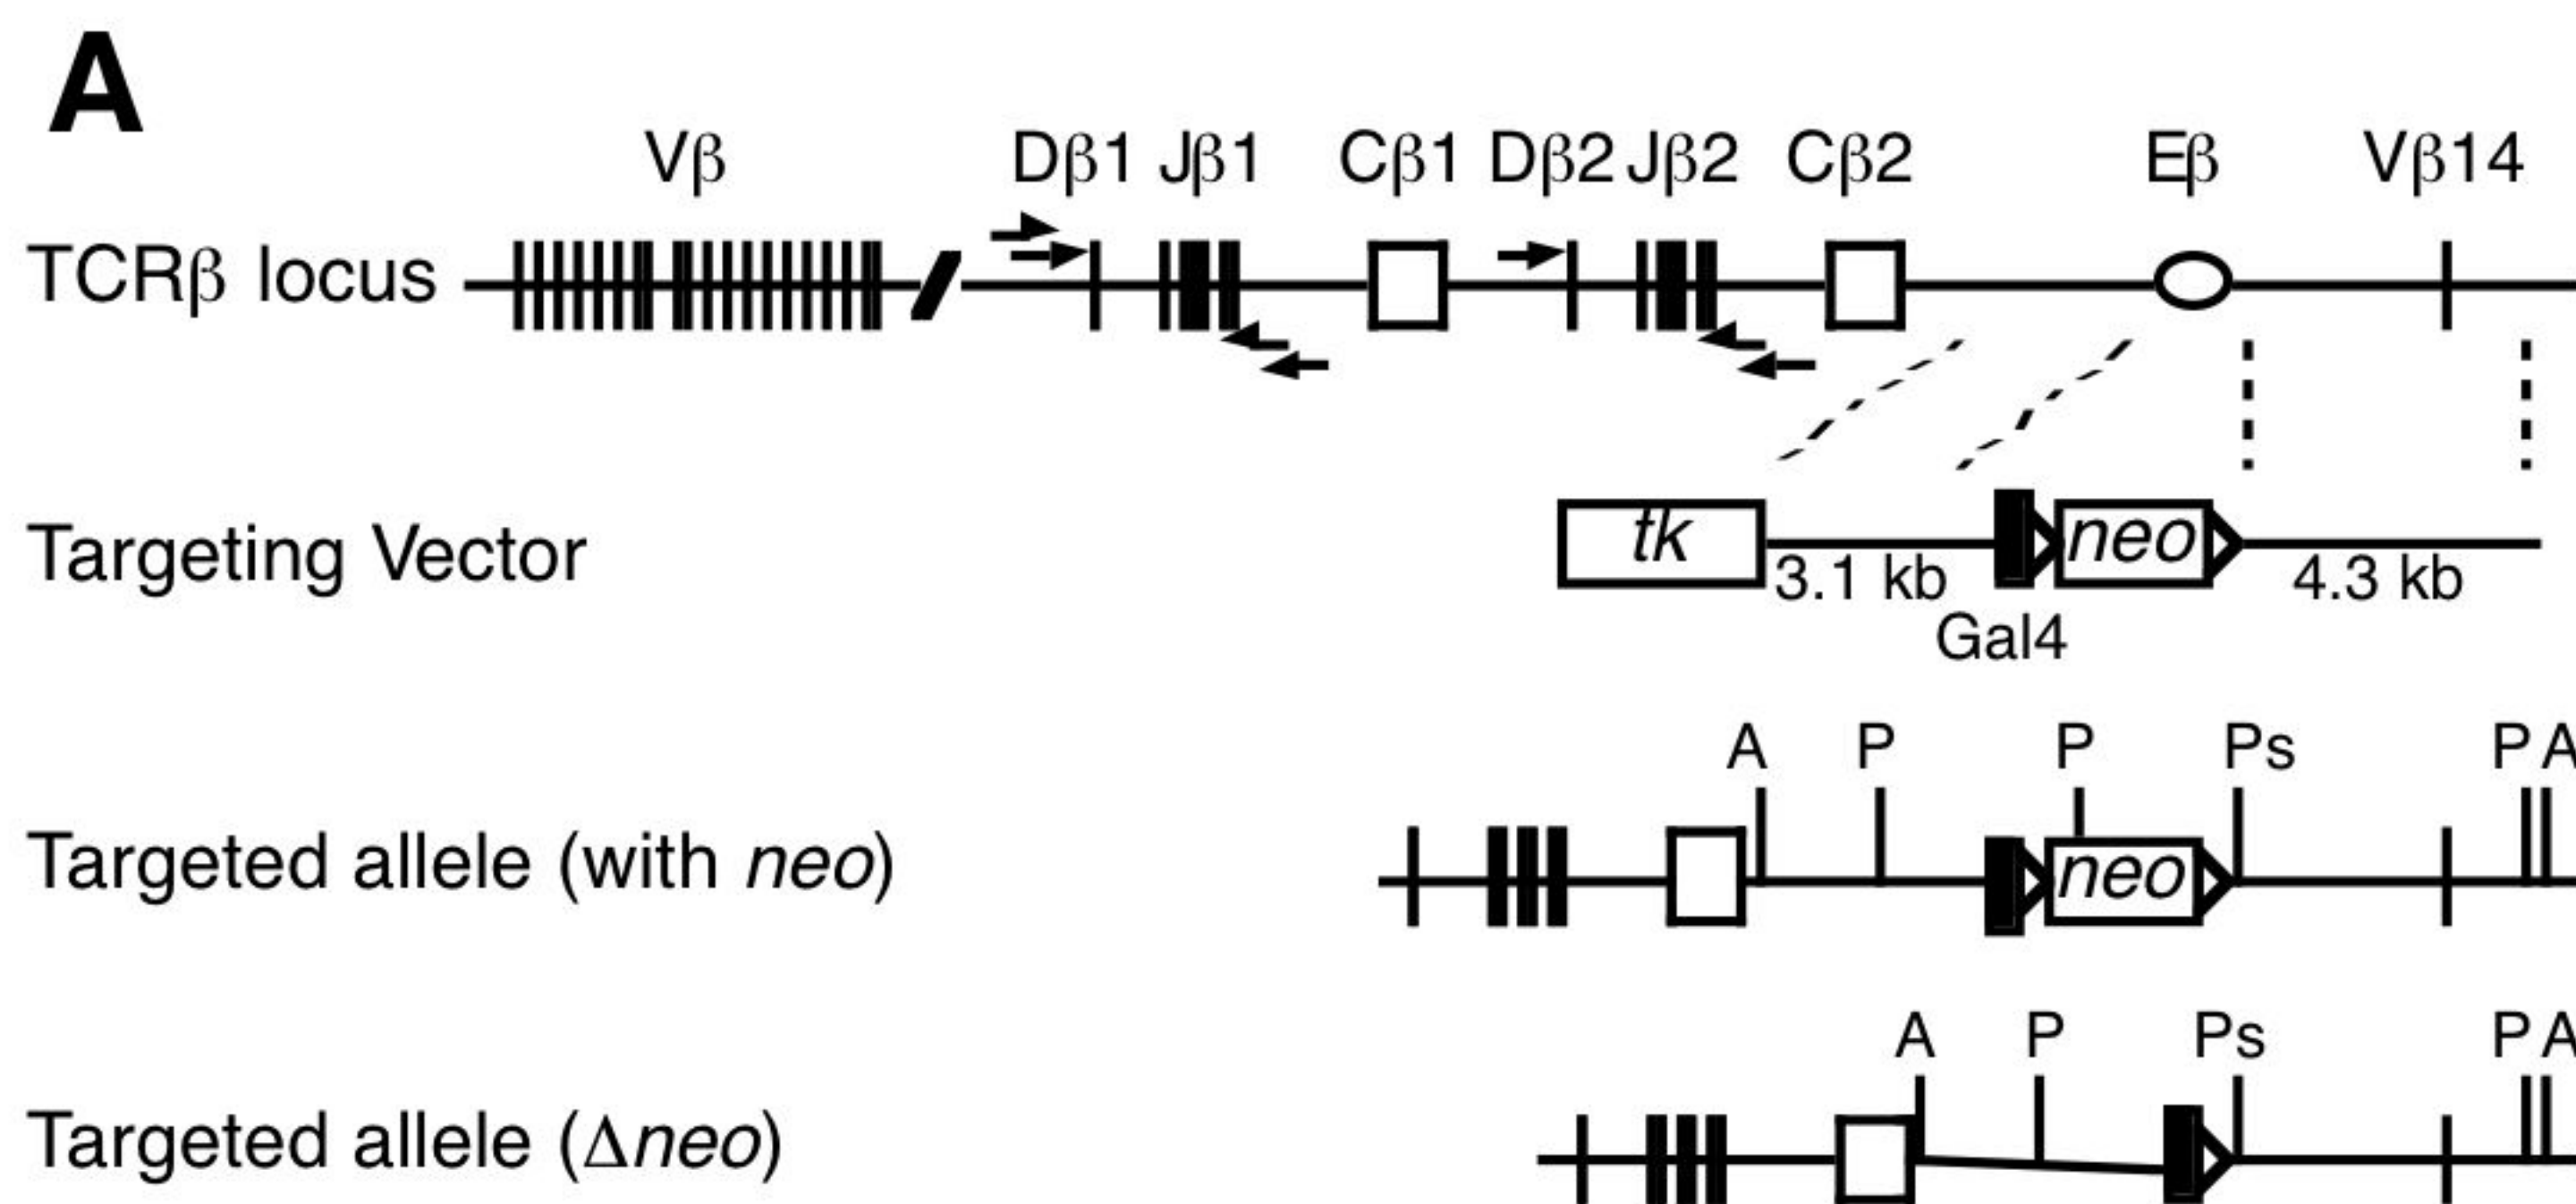 A
Vβ Dβ1 Jβ1 Cβ1 Dβ2 Jβ2 Cβ2 Eβ Vβ14
TCRβ locus
Targeting Vector tk neo
3.1 kb 4.3 kb
Gal4
A P P Ps P A
Targeted allele (with neo) neo
A P Ps P A
Targeted allele (Δneo)